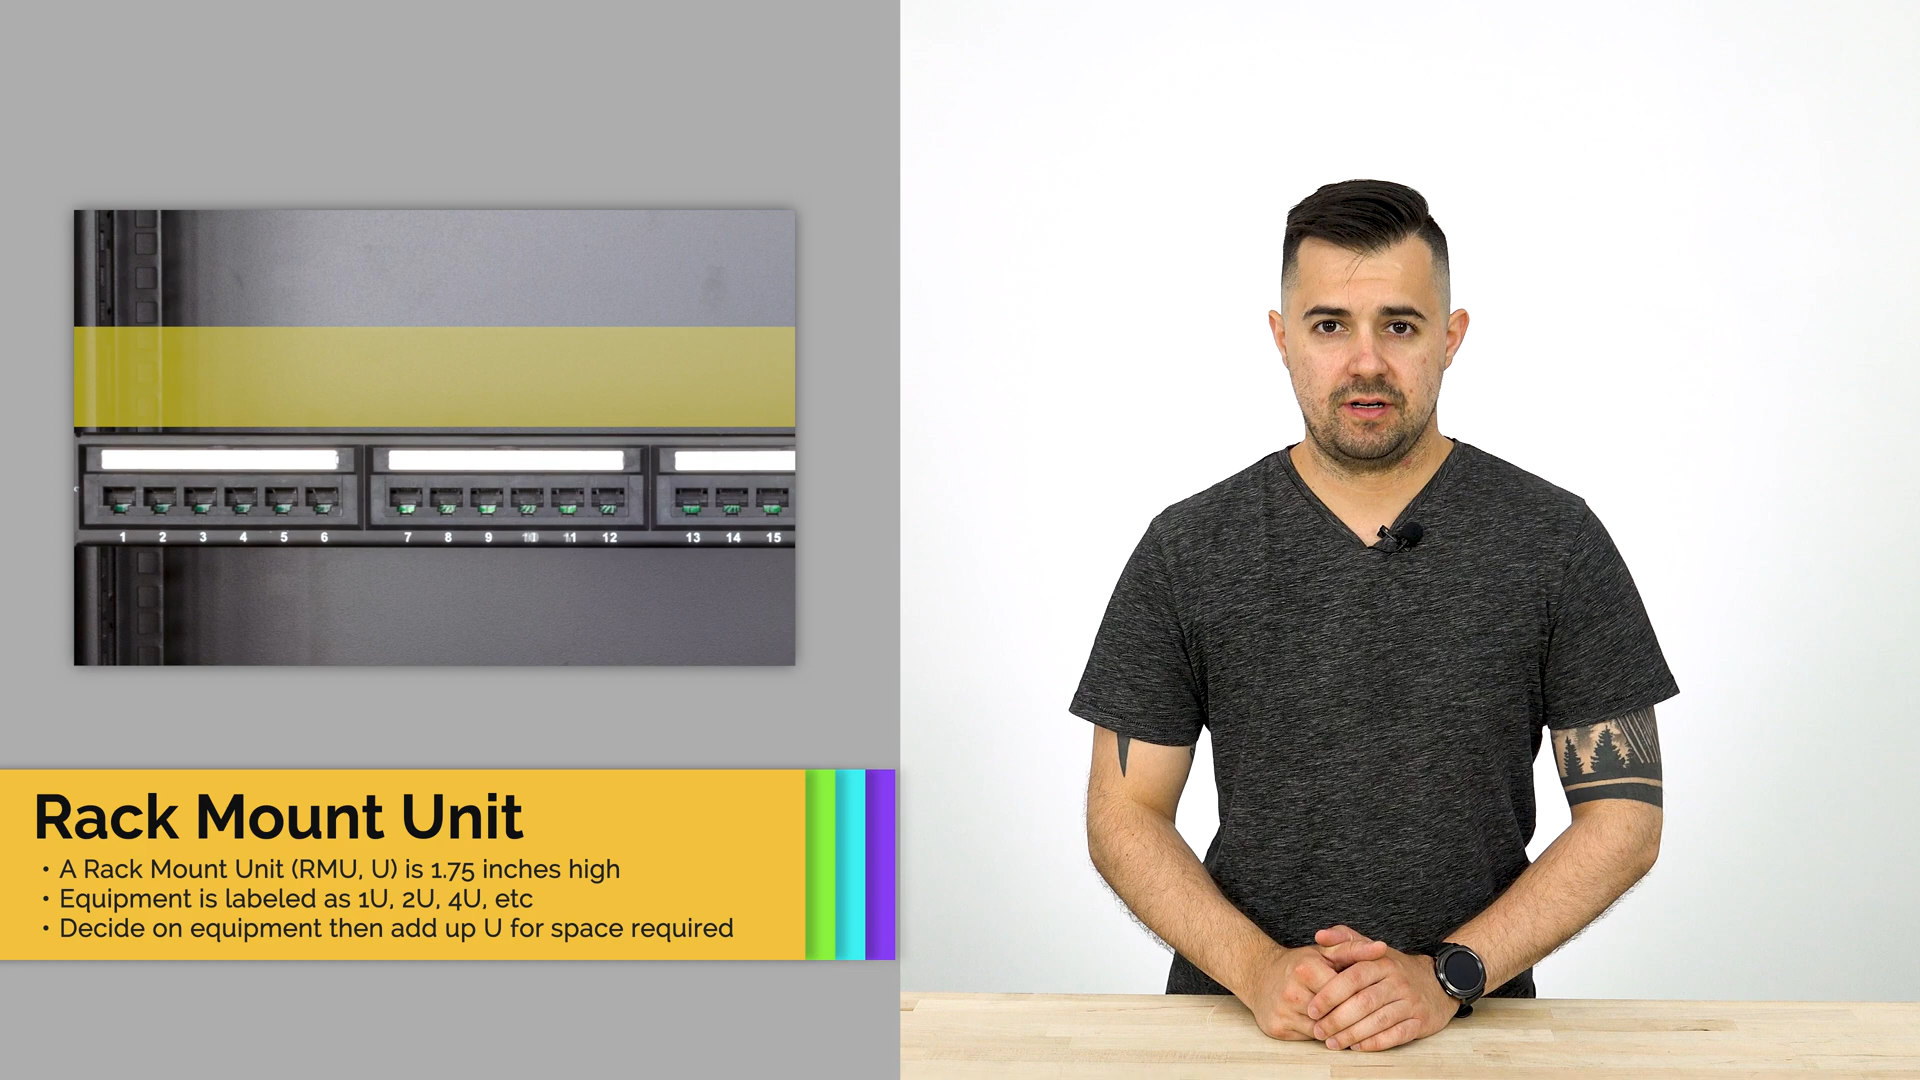 1 2 3 4 5 6 7 8 9 10 11 12 13 14 15
Rack Mount Unit
• A Rack Mount Unit (RMU, U) is 1.75 inches high
• Equipment is labeled as 1U, 2U, 4U, etc
• Decide on equipment then add up U for space required